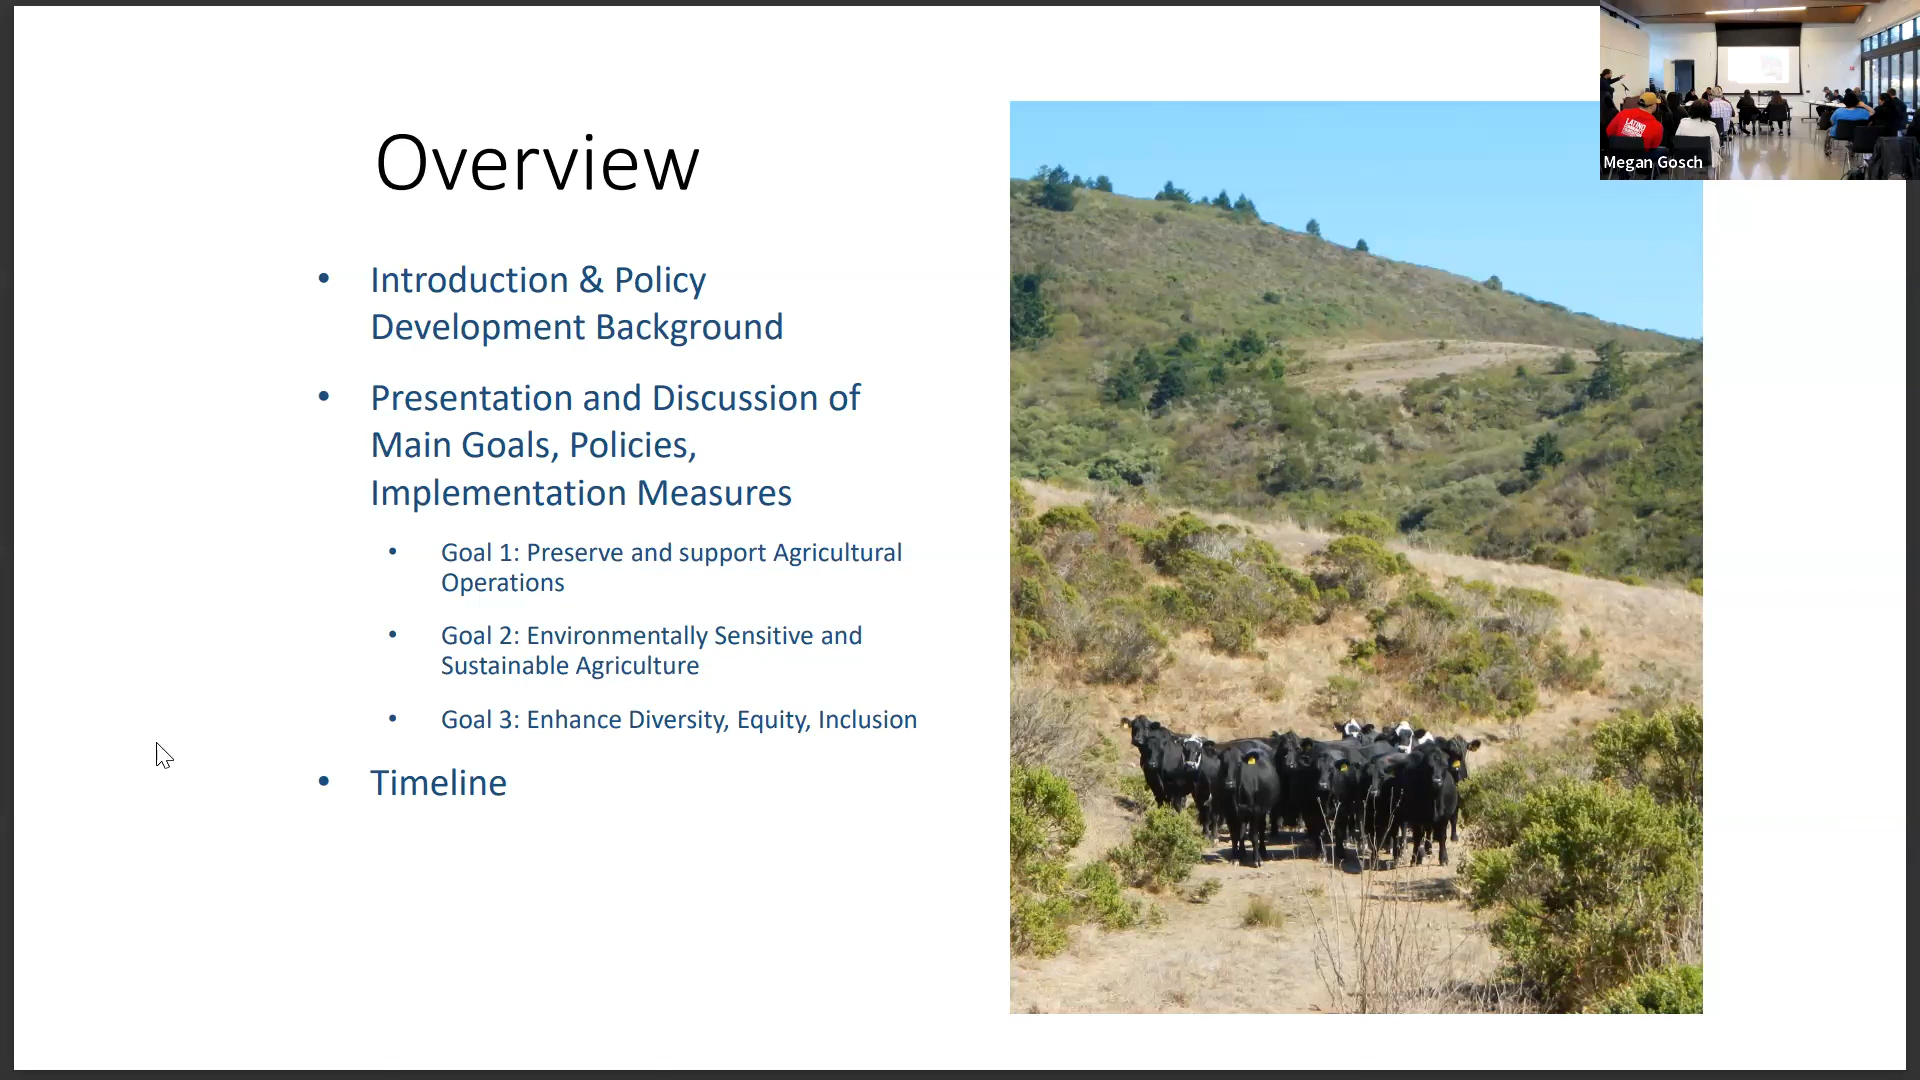 Overview
• Introduction & Policy
Development Background
• Presentation and Discussion of
Main Goals, Policies,
Implementation Measures
• Goal 1: Preserve and support Agricultural
Operations
• Goal 2: Environmentally Sensitive and
Sustainable Agriculture
• Goal 3: Enhance Diversity, Equity, Inclusion
• Timeline
LATINO
Megan Gosch